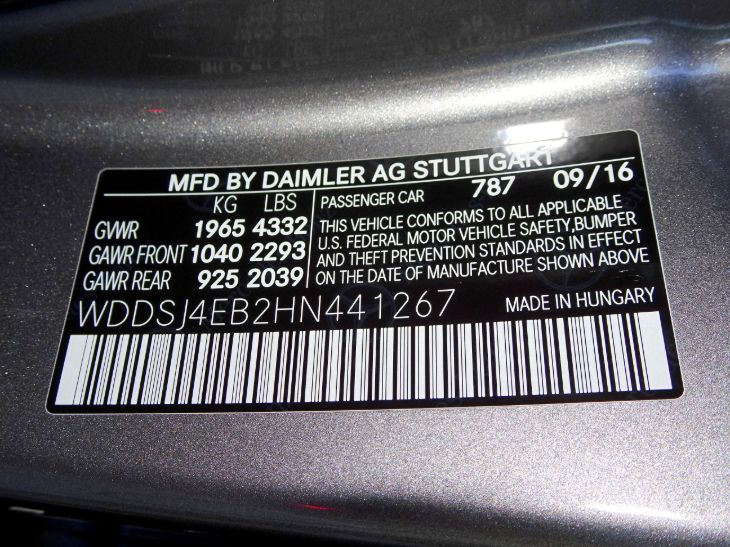 MFD BY DAIMLER AG STUTTGART
KG LBS
GVWR 1965 4332
GAWR FRONT 1040 2293
GAWR REAR 925 2039
PASSENGER CAR 787 09/16
THIS VEHICLE CONFORMS TO ALL APPLICABLE
U.S. FEDERAL MOTOR VEHICLE SAFETY,BUMPER
AND THEFT PREVENTION STANDARDS IN EFFECT
ON THE DATE OF MANUFACTURE SHOWN ABOVE
WDDSJ4EB2HN441267
MADE IN HUNGARY